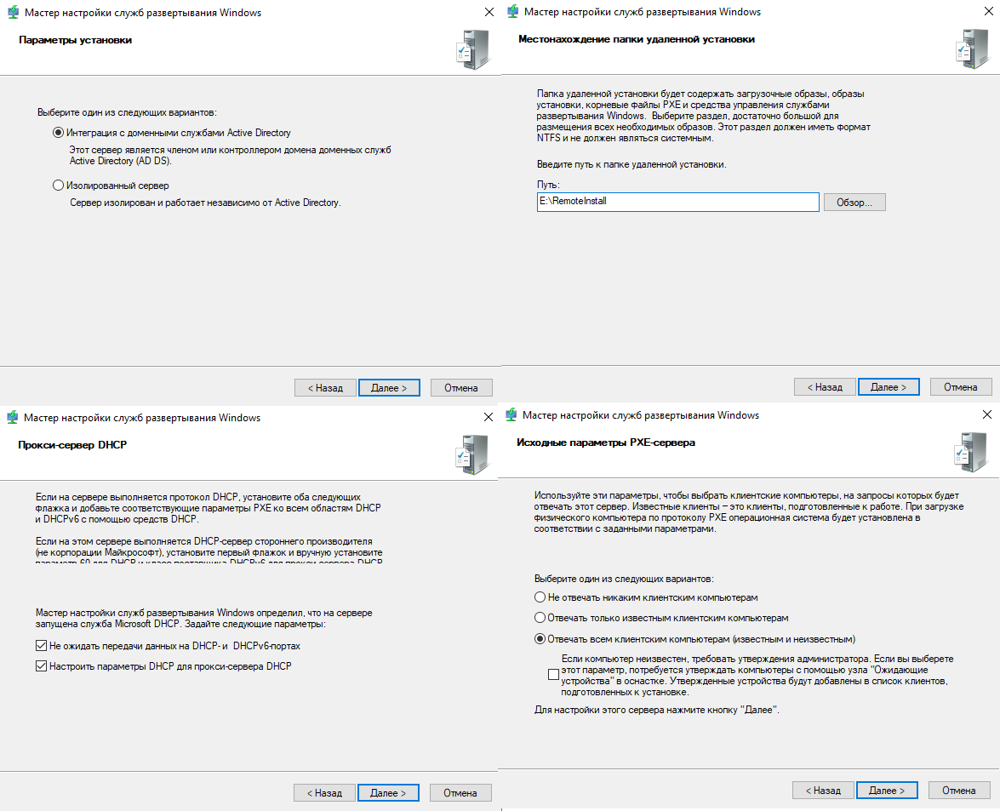 Мастер настройки служб развертывания Windows
Параметры установки
Выберите один из следующих вариантов:
Интеграция с доменными службами Active Directory
Этот сервер является членом или контроллером домена доменных служб
Active Directory (AD DS).
Изолированный сервер
Сервер изолирован и работает независимо от Active Directory.
< Назад
Далее >
Отмена
Мастер настройки служб развертывания Windows
Местонахождение папки удаленной установки
Папка удаленной установки будет содержать загрузочные образы, образы
установки, корневые файлы PXE и средства управления службами
развертывания Windows. Выберите раздел, достаточно большой для
размещения всех необходимых образов. Этот раздел должен иметь Формат
NTFS и не должен являться системным.
Введите путь к папке удаленной установки.
Путь:
E:\RemoteInstall
Обзор...
< Назад
Далее >
Отмена
Мастер настройки служб развертывания Windows
Прокси-сервер DHCP
Если на сервере выполняется протокол DHCP, установите оба следующих
флажка и добавьте соответствующие параметры PXE ко всем областям DHCP
и DHCPv6 с помощью средств DHCP.
Если на этом сервере выполняется DHCP-сервер стороннего производителя
(не корпорации Майкрософт), установите первый флажок и вручную установите
параметр 60 для DHCP и класс поставщика DHCPv6 для прокси-сервера DHCP
Мастер настройки служб развертывания Windows определил, что на сервере
запущена служба Microsoft DHCP. Задайте следующие параметры:
Не ожидать передачи данных на DHCP- и DHCPv6-портах
Настроить параметры DHCP для прокси-сервера DHCP
< Назад
Далее >
Отмена
Мастер настройки служб развертывания Windows
Исходные параметры PXE-сервера
Используйте эти параметры, чтобы выбрать клиентские компьютеры, на запросы которых будет
отвечать этот сервер. Известные клиенты – это клиенты, подготовленные к работе. При загрузке
физического компьютера по протоколу PXE операционная система будет установлена в
соответствии с заданными параметрами.
Выберите один из следующих вариантов:
Не отвечать никаким клиентским компьютерам
Отвечать только известным клиентским компьютерам
Отвечать всем клиентским компьютерам (известным и неизвестным)
Если компьютер неизвестен, требовать утверждения администратора. Если вы выберете
этот параметр, потребуется утверждать компьютеры с помощью узла "Ожидающие
устройства" в оснастке. Утвержденные устройства будут добавлены в список клиентов,
подготовленных к установке.
Для настройки этого сервера нажмите кнопку "Далее".
< Назад
Далее >
Отмена